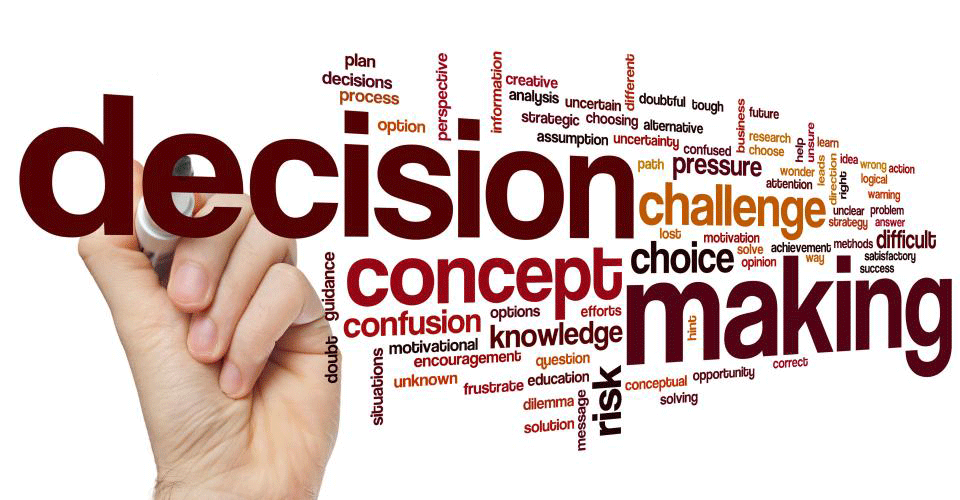 plan
decisions
process
option
perspective
information
creative
analysis
uncertain
different
doubtful
tough
strategic
choosing
alternative
assumption
uncertainty
confused
business
future
research
choose
help
unsure
learn
leads
direction
idea
right
wrong
action
logical
warning
wonder
attention
path
pressure
decision
challenge
unclear
problem
strategy
answer
lost
motivation
solve
achievement
methods
difficult
choice
opinion
way
satisfactory
success
guidance
concept
making
confusion
options
efforts
knowledge
hint
doubt
motivational
encouragement
question
correct
situations
unknown
frustrate
education
risk
conceptual
opportunity
solving
dilemma
message
solution